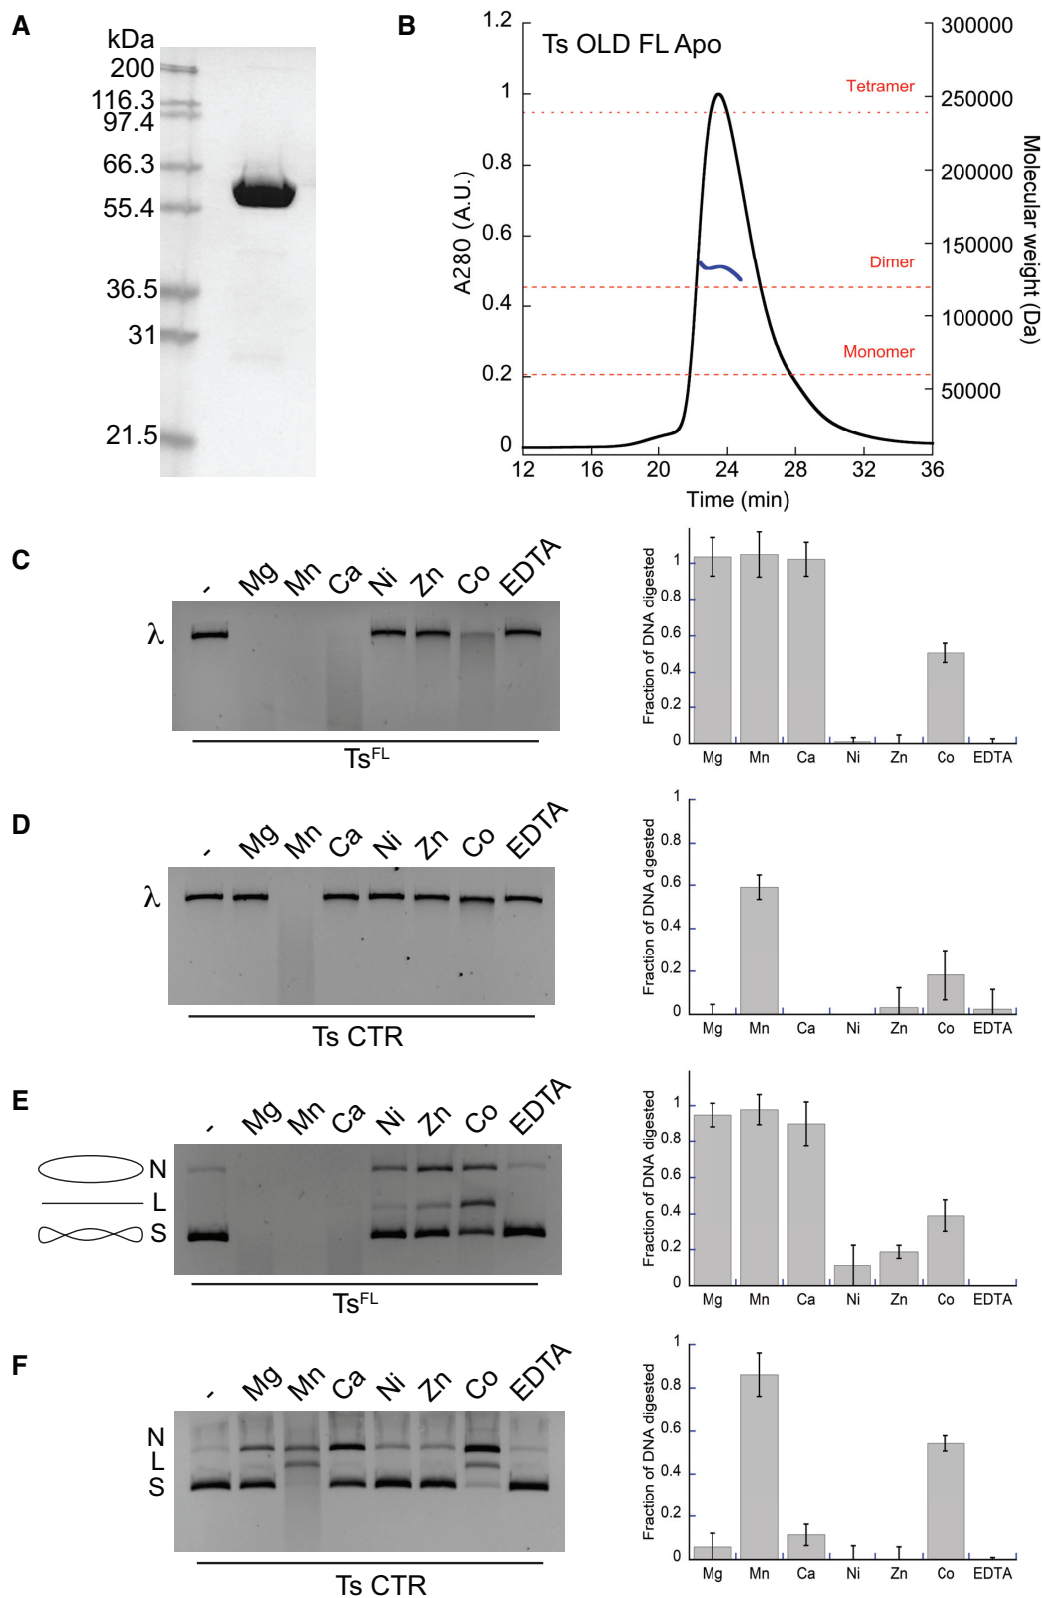 A
kDa
200
116.3
97.4
66.3
55.4
36.5
31
21.5
B
Ts OLD FL Apo
1.2
1
0.8
0.6
0.4
0.2
0
A280 (A.U.)
300000
250000
200000
150000
100000
50000
Molecular weight (Da)
Tetramer
Dimer
Monomer
12 16 20 24 28 32 36
Time (min)
C
- Mg Mn Ca Ni Zn Co EDTA
λ
Ts^FL
Fraction of DNA digested
1
0.8
0.6
0.4
0.2
0
Mg Mn Ca Ni Zn Co EDTA
D
- Mg Mn Ca Ni Zn Co EDTA
λ
Ts CTR
Fraction of DNA dgested
1
0.8
0.6
0.4
0.2
0
Mg Mn Ca Ni Zn Co EDTA
E
- Mg Mn Ca Ni Zn Co EDTA
N
L
S
Ts^FL
Fraction of DNA digested
1
0.8
0.6
0.4
0.2
0
Mg Mn Ca Ni Zn Co EDTA
F
- Mg Mn Ca Ni Zn Co EDTA
N
L
S
Ts CTR
Fraction of DNA digested
1
0.8
0.6
0.4
0.2
0
Mg Mn Ca Ni Zn Co EDTA